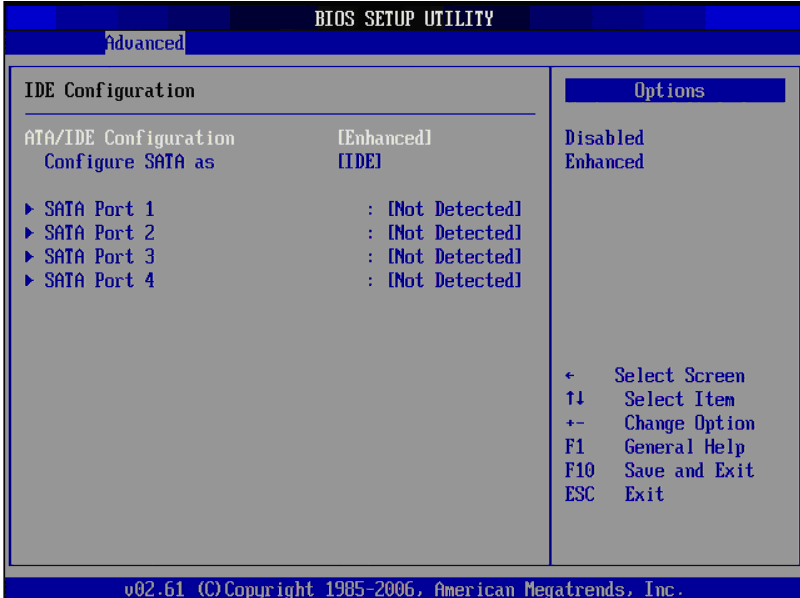 BIOS SETUP UTILITY
Advanced
IDE Configuration
ATA/IDE Configuration [Enhanced]
Configure SATA as [IDE]
▶ SATA Port 1 : [Not Detected]
▶ SATA Port 2 : [Not Detected]
▶ SATA Port 3 : [Not Detected]
▶ SATA Port 4 : [Not Detected]
Options
Disabled
Enhanced
← Select Screen
↑↓ Select Item
+- Change Option
F1 General Help
F10 Save and Exit
ESC Exit
v02.61 (C)Copyright 1985-2006, American Megatrends, Inc.